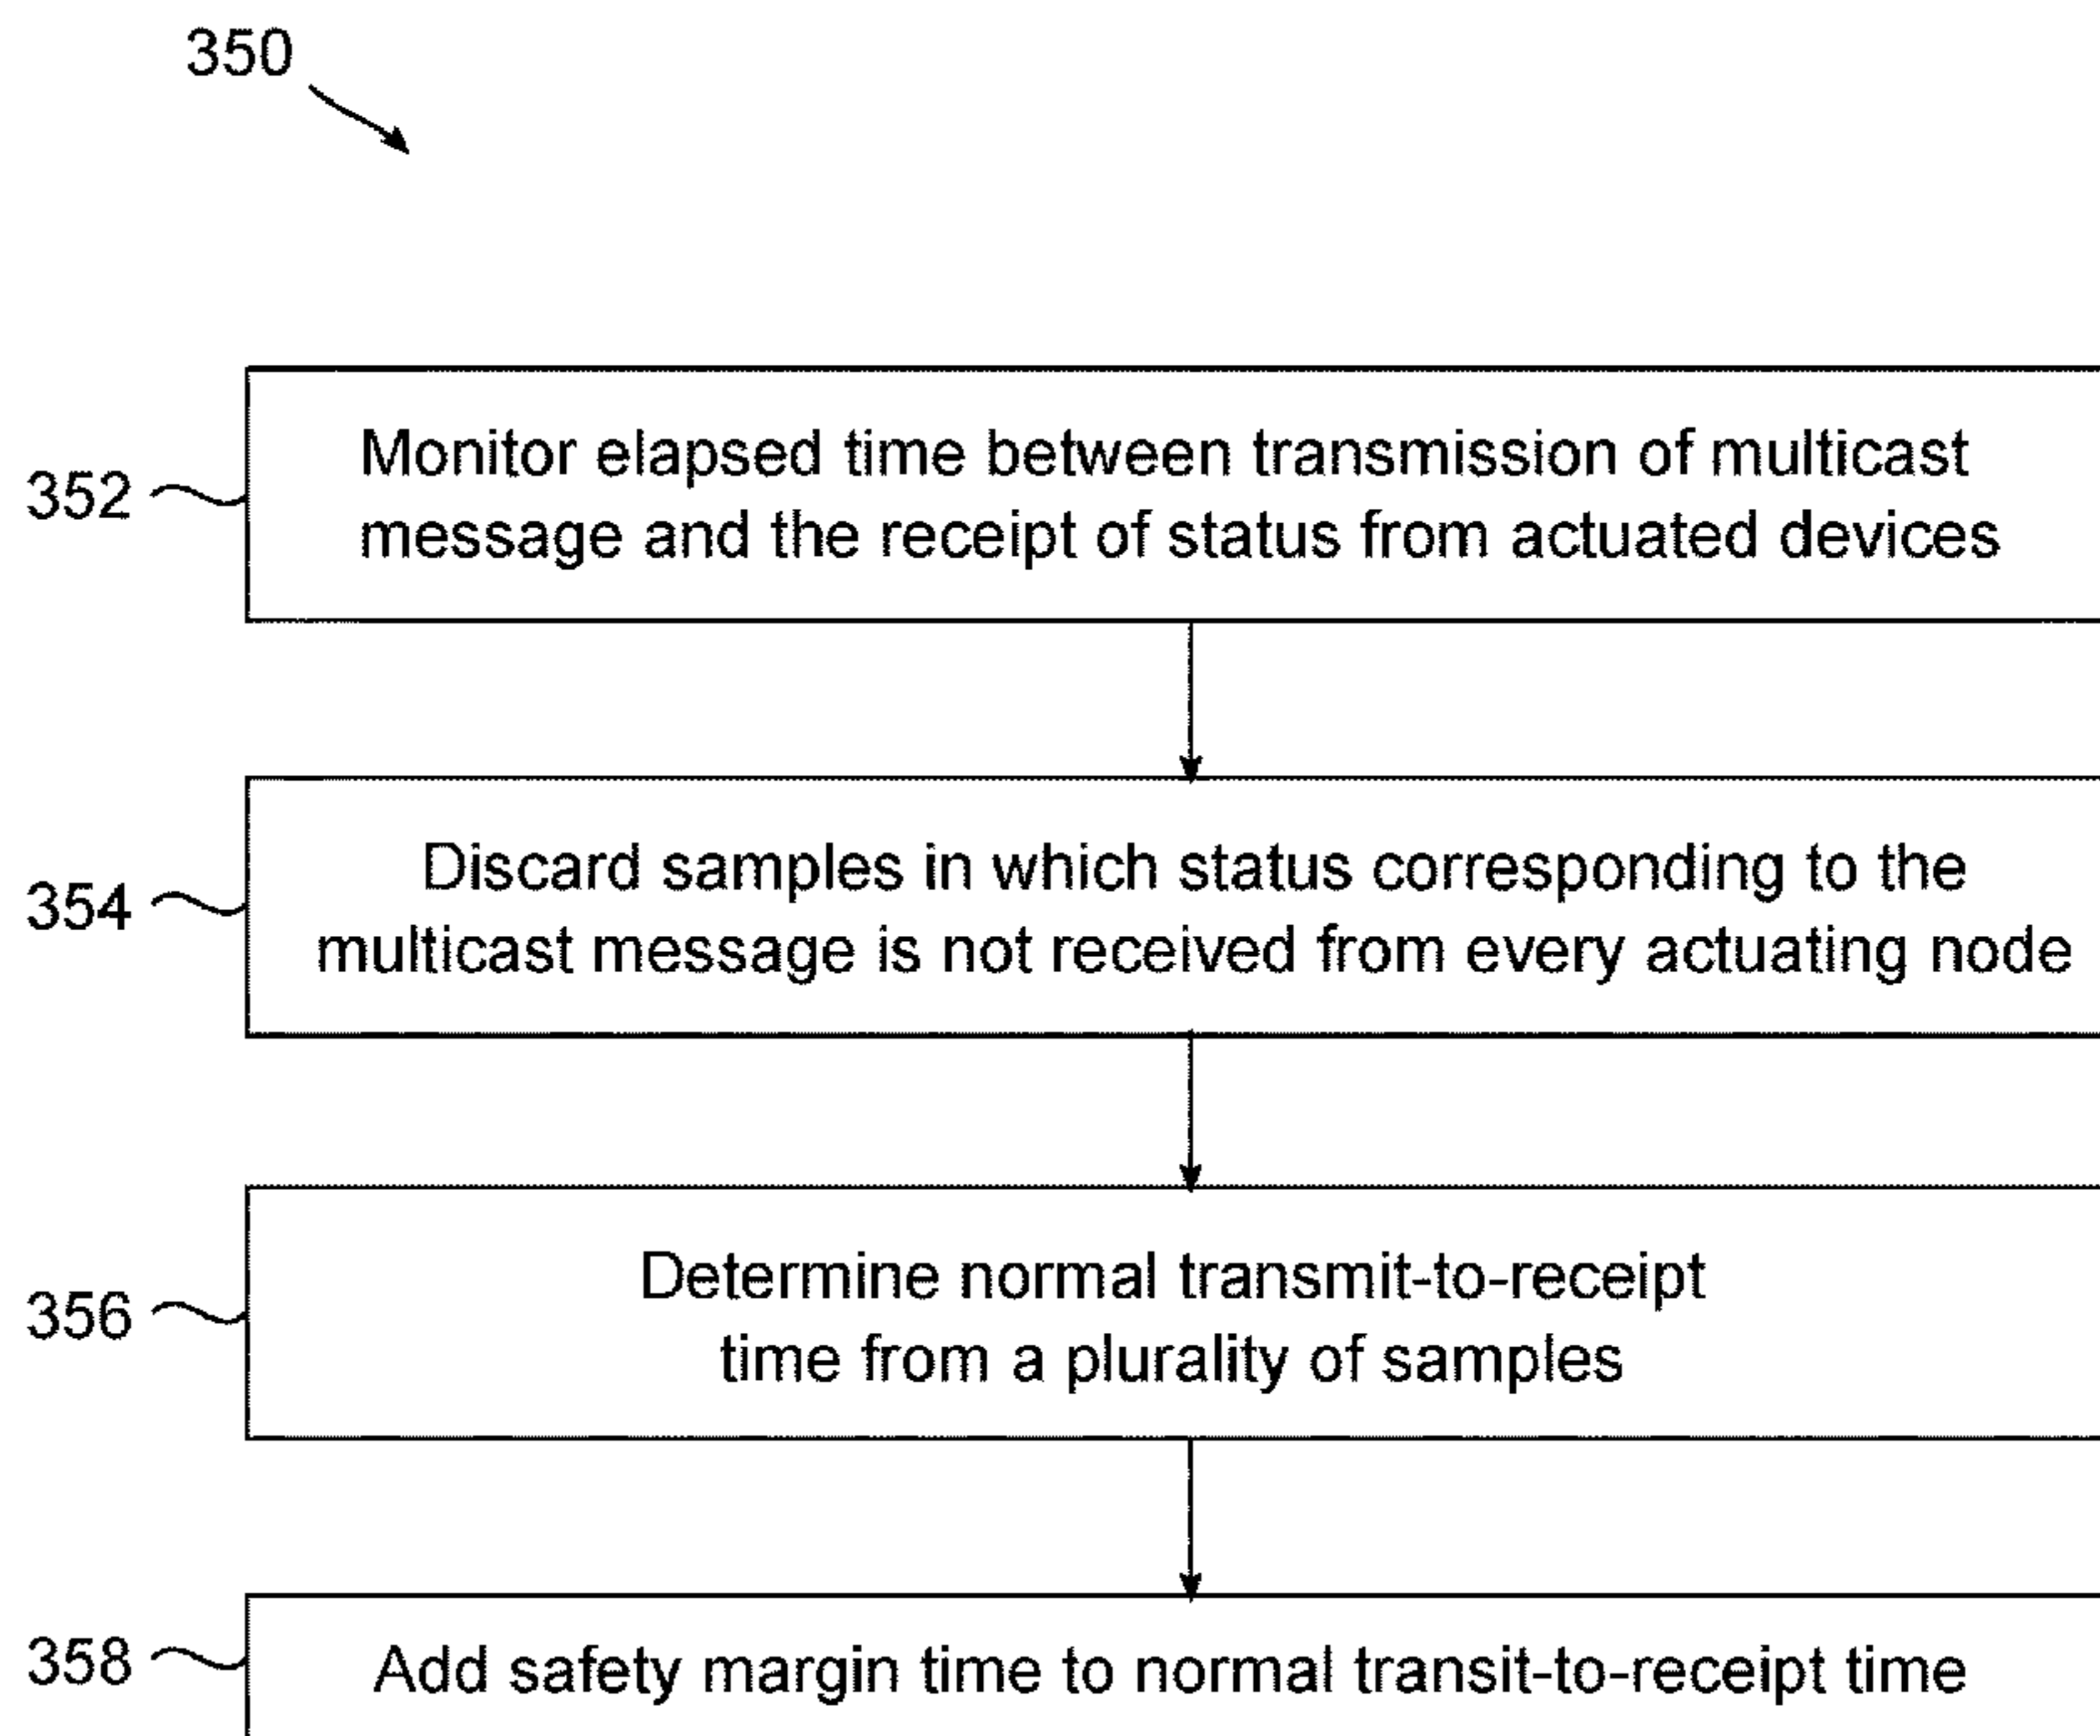 350
352
Monitor elapsed time between transmission of multicast
message and the receipt of status from actuated devices
354
Discard samples in which status corresponding to the
multicast message is not received from every actuating node
356
Determine normal transmit-to-receipt
time from a plurality of samples
358
Add safety margin time to normal transit-to-receipt time